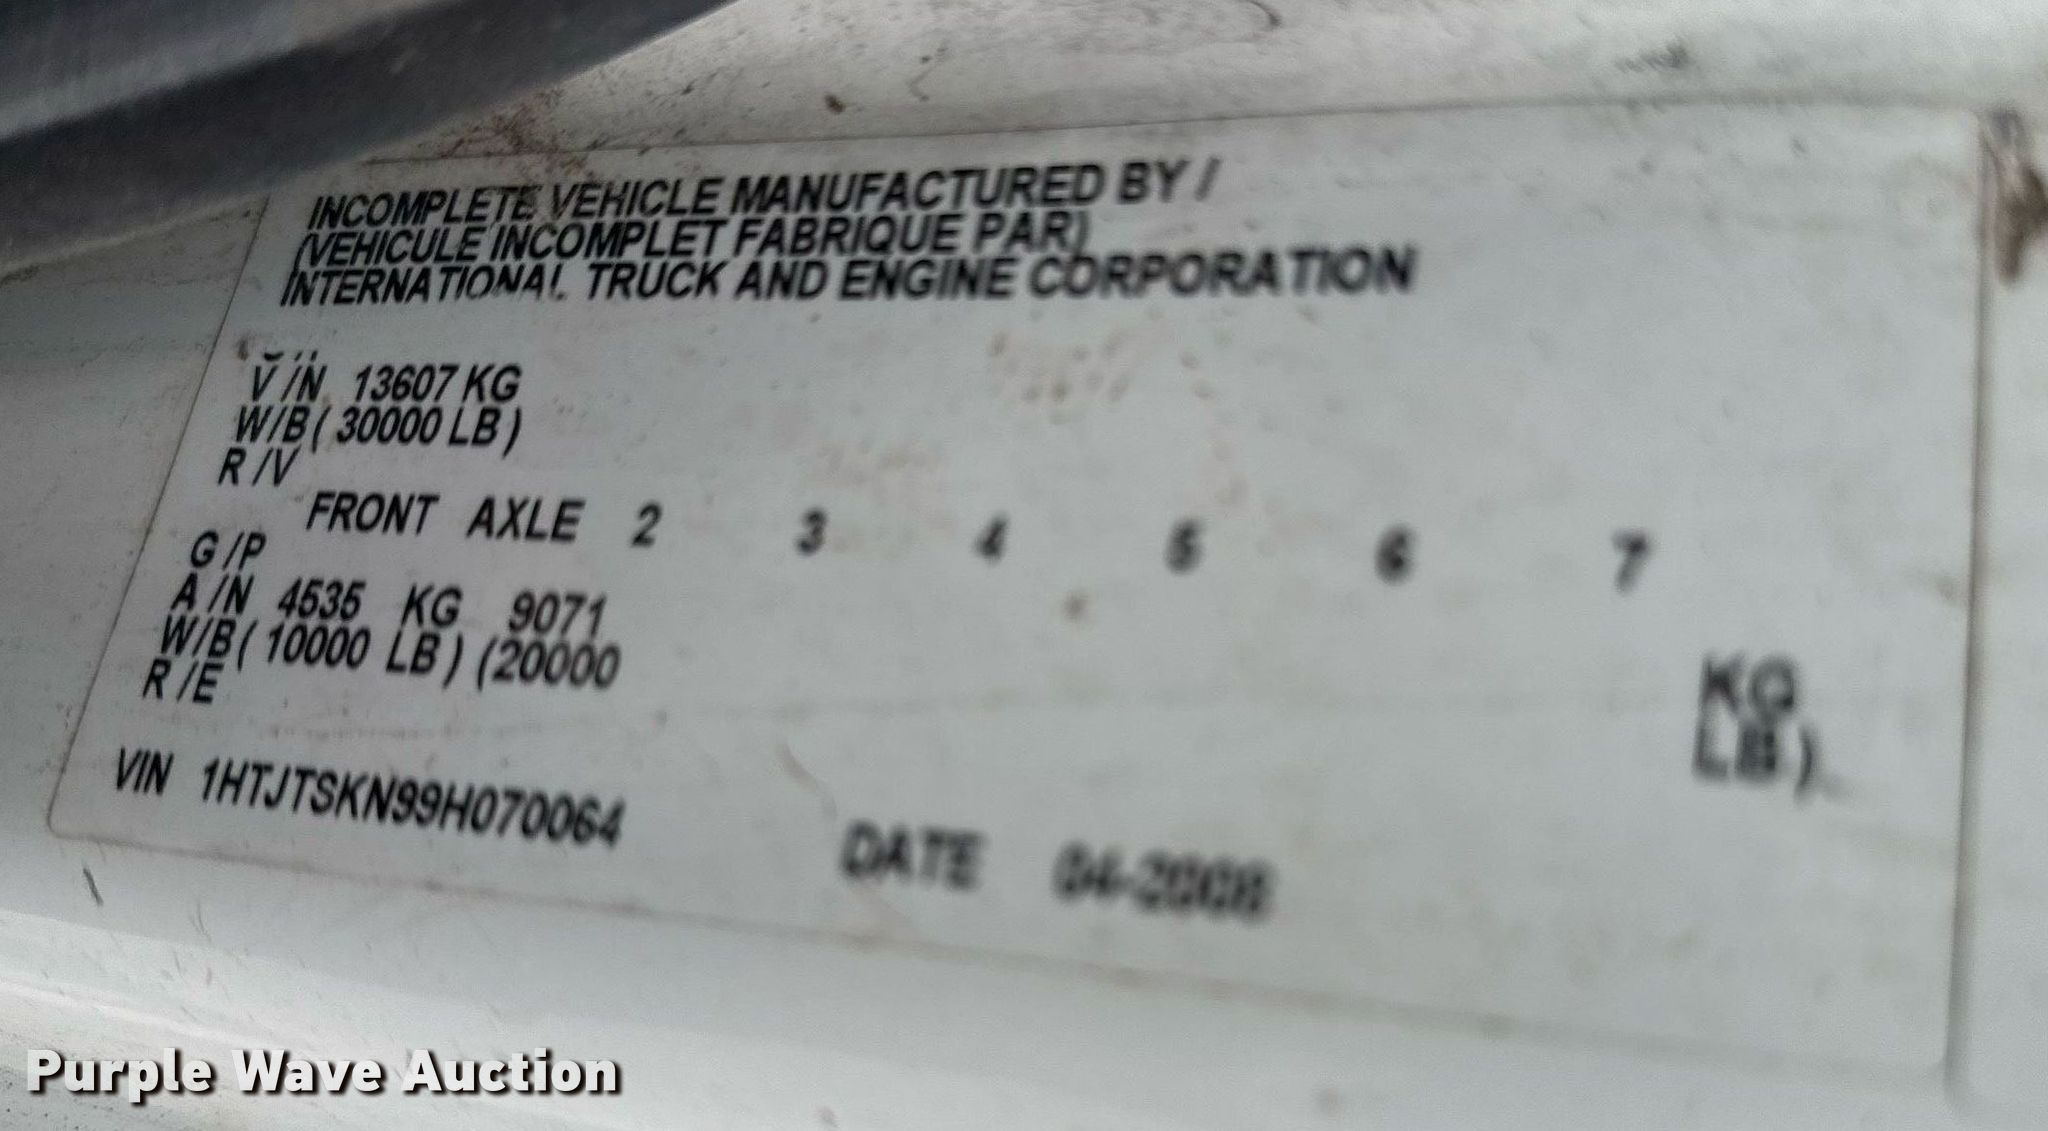 INCOMPLETE VEHICLE MANUFACTURED BY /
(VEHICULE INCOMPLET FABRIQUE PAR)
INTERNATIONAL TRUCK AND ENGINE CORPORATION
V/N 13607 KG
W/B ( 30000 LB )
R/V
FRONT AXLE 2 3 4 5 6 7
G/P
A/N 4535 KG 9071 KG
W/B ( 10000 LB ) (20000 LB )
R/E
VIN 1HTJTSKN99H070064
DATE 04-2008
Purple Wave Auction